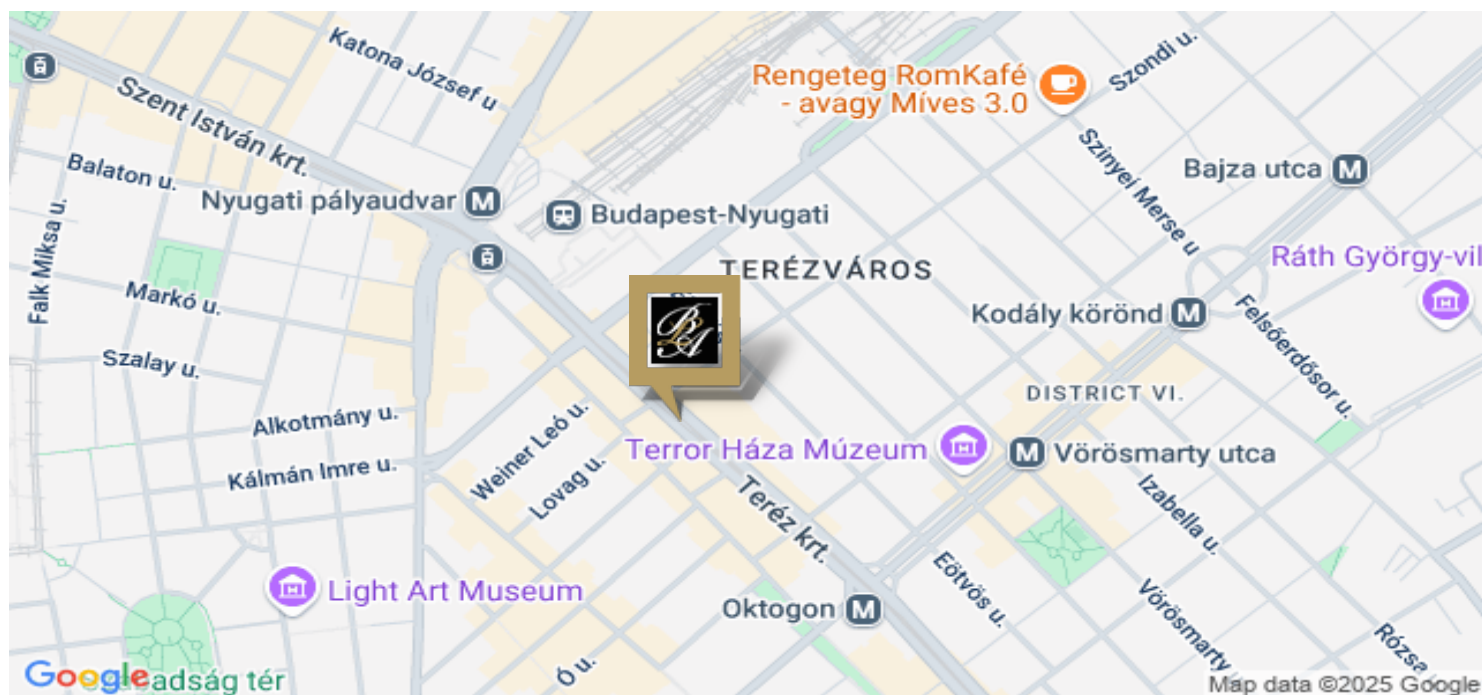 Katona József u
Szent István krt.
Rengeteg RomKafé
- avagy Míves 3.0
Szondi u.
Szinyei Merse u
Bajza utca
Balaton u.
Nyugati pályaudvar
Budapest-Nyugati
Falk Miksa u.
TERÉZVÁROS
Ráth György-vil
Markó u.
Kodály körönd
Felsőerdősor u.
Szalay u.
BLA
DISTRICT VI.
Alkotmány u.
Weiner Leó u.
Terror Háza Múzeum
Vörösmarty utca
Kálmán Imre u.
Lovag u.
Teréz krt.
Izabella u.
Light Art Museum
Oktogon
Eötvös u.
Vörösmarty
Rózsa
Ó u.
Google
adság tér
Map data ©2025 Google